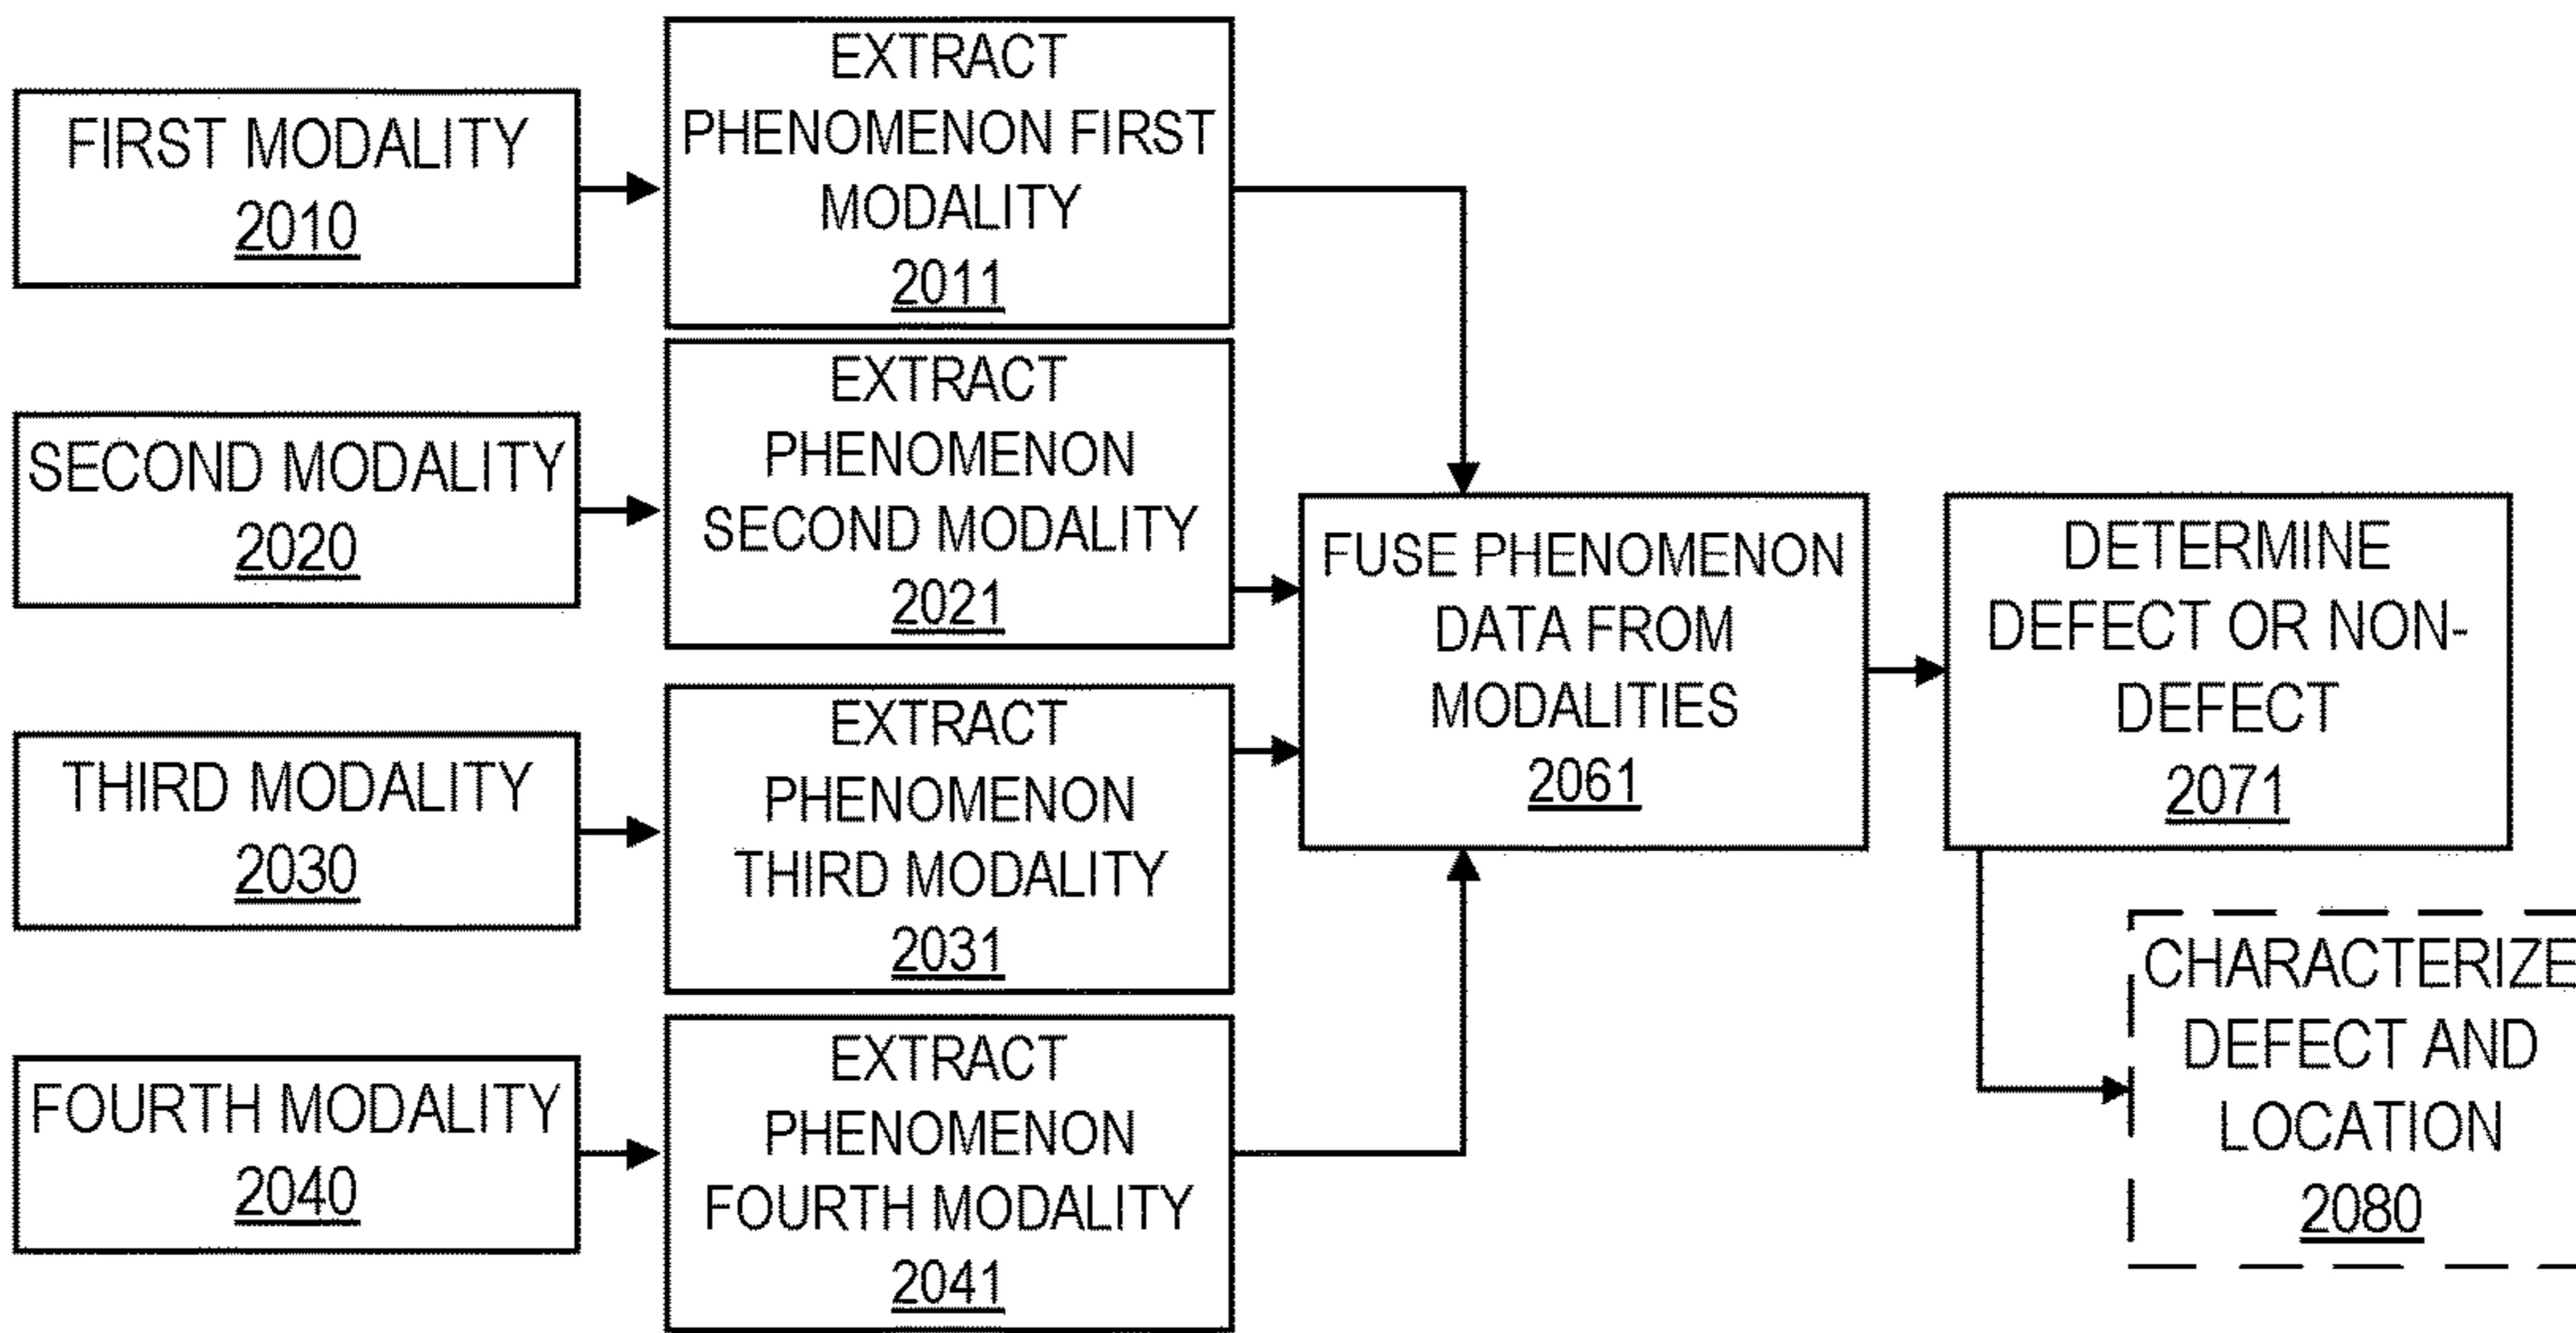 FIRST MODALITY
2010
EXTRACT
PHENOMENON FIRST
MODALITY
2011
SECOND MODALITY
2020
EXTRACT
PHENOMENON
SECOND MODALITY
2021
THIRD MODALITY
2030
EXTRACT
PHENOMENON
THIRD MODALITY
2031
FOURTH MODALITY
2040
EXTRACT
PHENOMENON
FOURTH MODALITY
2041
FUSE PHENOMENON
DATA FROM
MODALITIES
2061
DETERMINE
DEFECT OR NON-
DEFECT
2071
CHARACTERIZE
DEFECT AND
LOCATION
2080